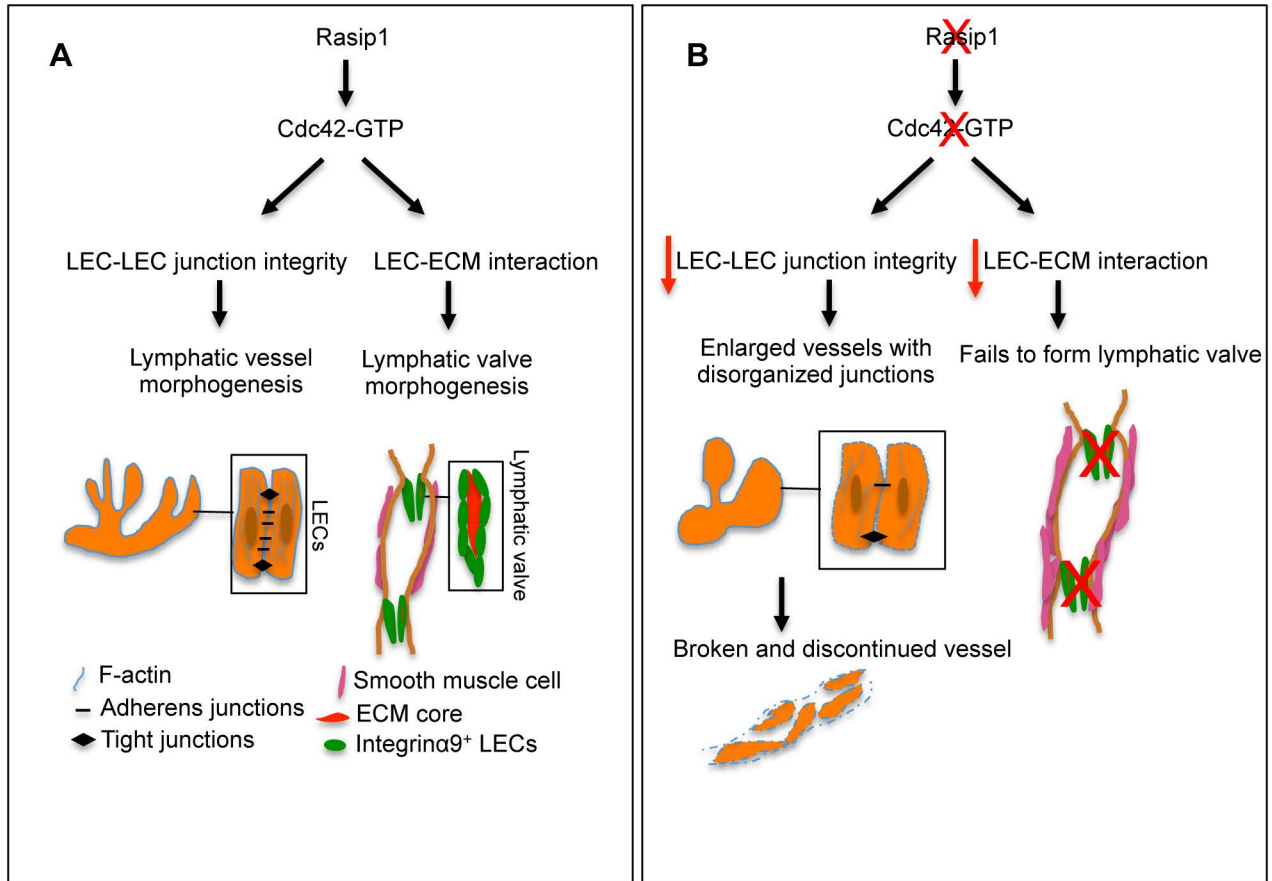 A
Rasip1
Cdc42-GTP
LEC-LEC junction integrity
LEC-ECM interaction
Lymphatic vessel
morphogenesis
Lymphatic valve
morphogenesis
LECs
Lymphatic valve
F-actin
Adherens junctions
Tight junctions
Smooth muscle cell
ECM core
Integrinα9⁺ LECs
B
Rasip1
Cdc42-GTP
LEC-LEC junction integrity
LEC-ECM interaction
Enlarged vessels with
disorganized junctions
Fails to form lymphatic valve
Broken and discontinued vessel